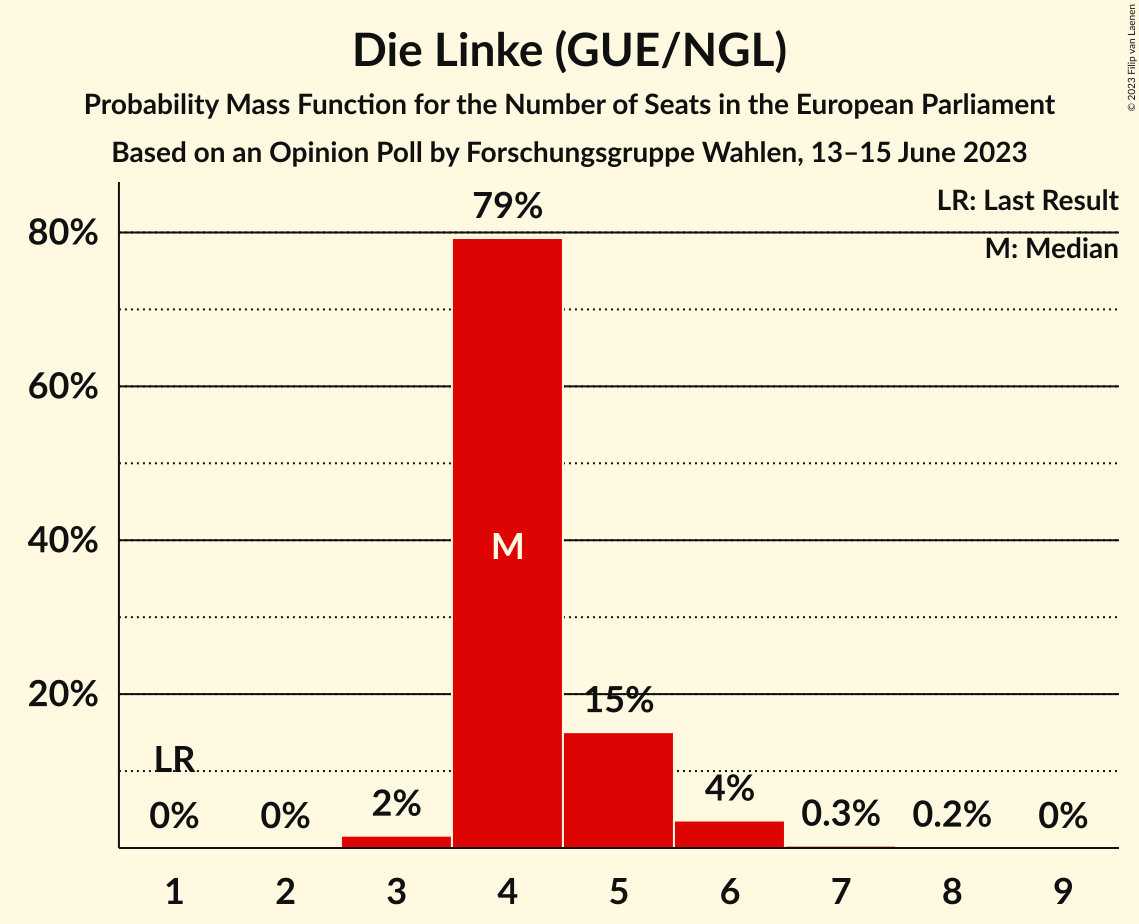 © 2023 Filip van Laenen
Die Linke (GUE/NGL)
Probability Mass Function for the Number of Seats in the European Parliament
Based on an Opinion Poll by Forschungsgruppe Wahlen, 13–15 June 2023
LR: Last Result
M: Median
79%
80%
60%
40%
M
20%
15%
LR
0%
0%
2%
4%
0.3%
0.2%
0%
1 2 3 4 5 6 7 8 9